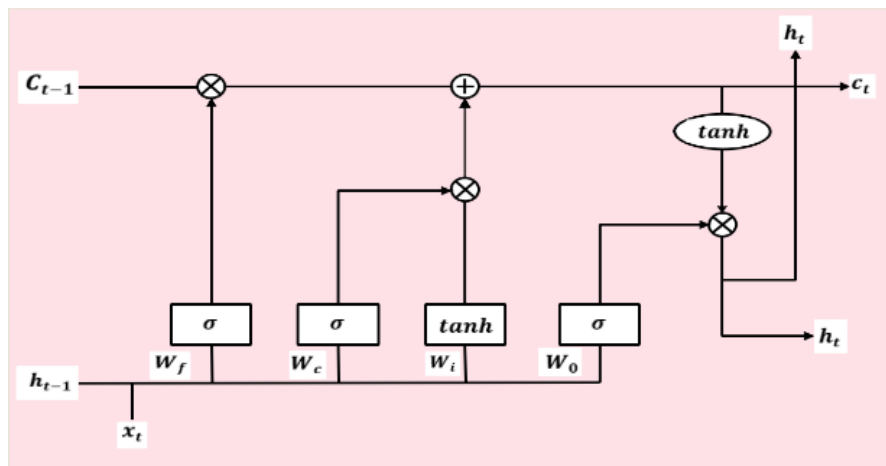 h_t
C_{t-1}
c_t
tanh
σ
σ
tanh
σ
W_f
W_c
W_i
W_0
h_t
h_{t-1}
x_t